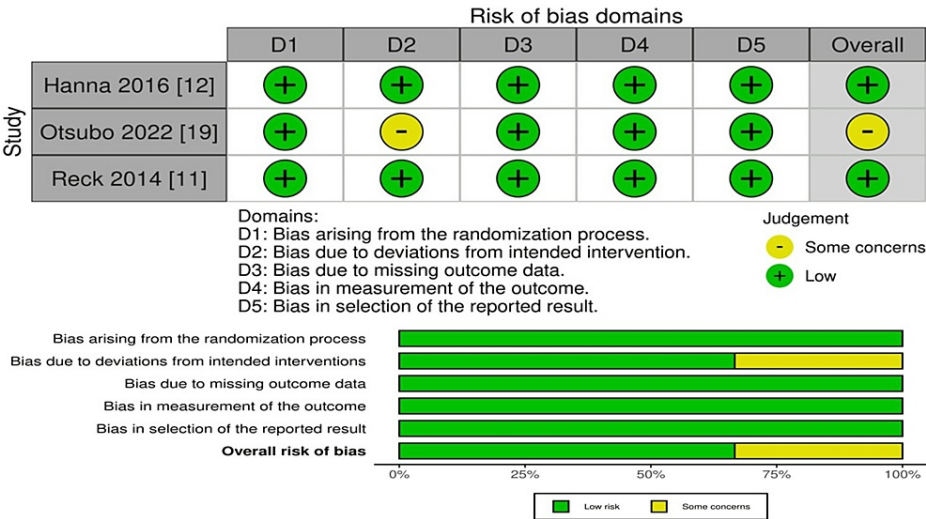 Risk of bias domains
D1 D2 D3 D4 D5 Overall
Study
Hanna 2016 [12] + + + + + +
Otsubo 2022 [19] + - + + + -
Reck 2014 [11] + + + + + +
Domains:
D1: Bias arising from the randomization process.
D2: Bias due to deviations from intended intervention.
D3: Bias due to missing outcome data.
D4: Bias in measurement of the outcome.
D5: Bias in selection of the reported result.
Judgement
- Some concerns
+ Low
Bias arising from the randomization process
Bias due to deviations from intended interventions
Bias due to missing outcome data
Bias in measurement of the outcome
Bias in selection of the reported result
Overall risk of bias
0% 25% 50% 75% 100%
Low risk Some concerns